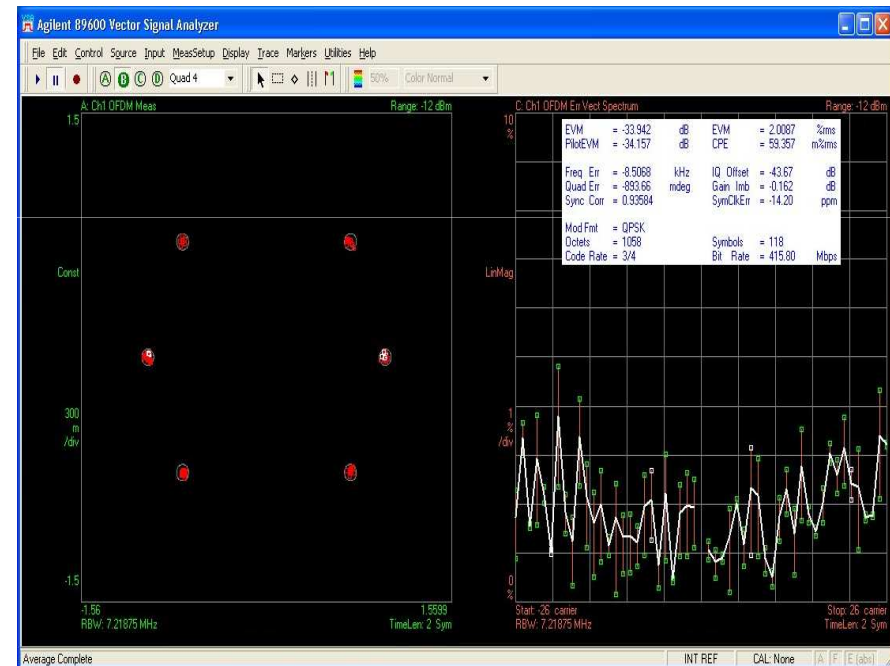 Agilent 89600 Vector Signal Analyzer
File Edit Control Source Input MeasSetup Display Trace Markers Utilities Help
A B C D Quad 4 50% Color Normal
A: Ch1 OFDM Meas Range: -12 dBm
1.5
Const
300
m
/div
-1.5
-1.56 1.5599
RBW: 7.21875 MHz TimeLen: 2 Sym
C: Ch1 OFDM Err Vect Spectrum Range: -12 dBm
10
%
LinMag
1
%
/div
0
%
Start: -26 carrier Stop: 26 carrier
RBW: 7.21875 MHz TimeLen: 2 Sym
EVM = -33.942 dB EVM = 2.0087 %rms
PilotEVM = -34.157 dB CPE = 59.357 m%rms
Freq Err = -8.5068 kHz IQ Offset = -43.67 dB
Quad Err = -893.66 mdeg Gain Imb = -0.162 dB
Sync Corr = 0.93584 SymClkErr = -14.20 ppm
Mod Fmt = QPSK
Octets = 1058 Symbols = 118
Code Rate = 3/4 Bit Rate = 415.80 Mbps
Average Complete INT REF CAL: None A F E (abs)